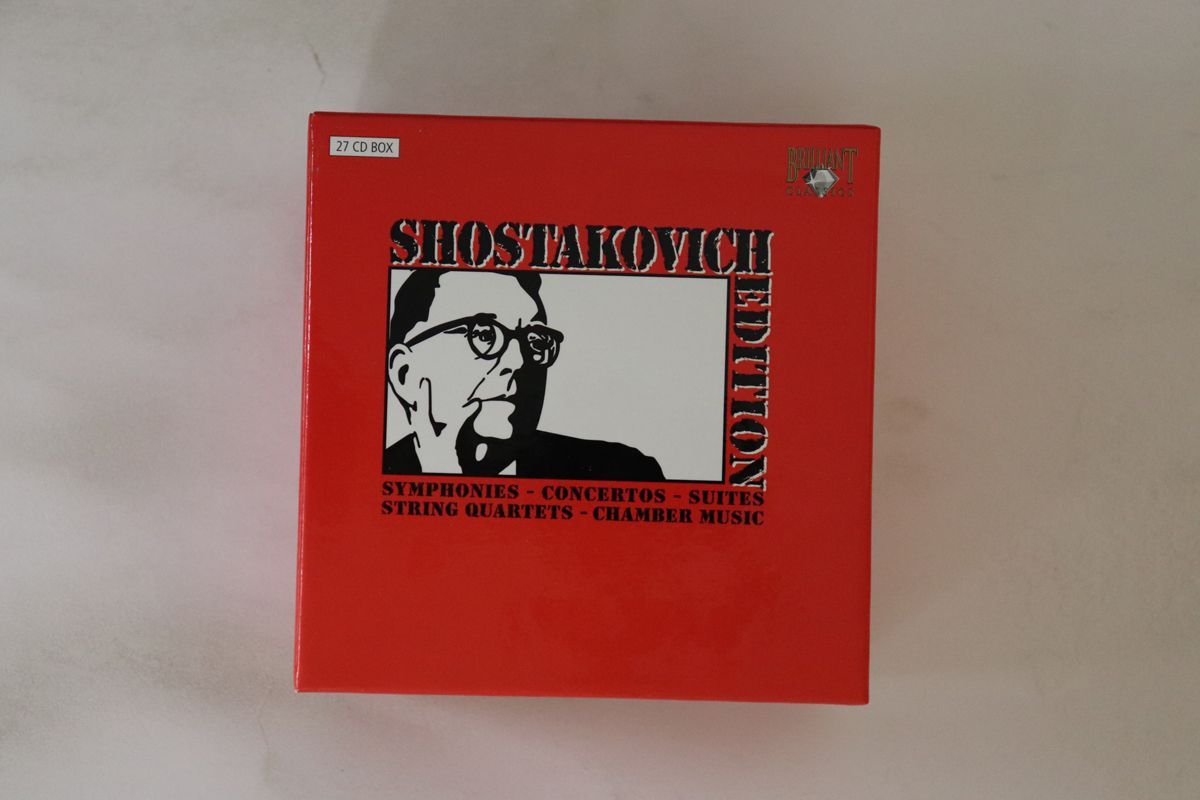 27 CD BOX
BRILLIANT
CLASSICS
SHOSTAKOVICH
EDITION
SYMPHONIES - CONCERTOS - SUITES
STRING QUARTETS - CHAMBER MUSIC